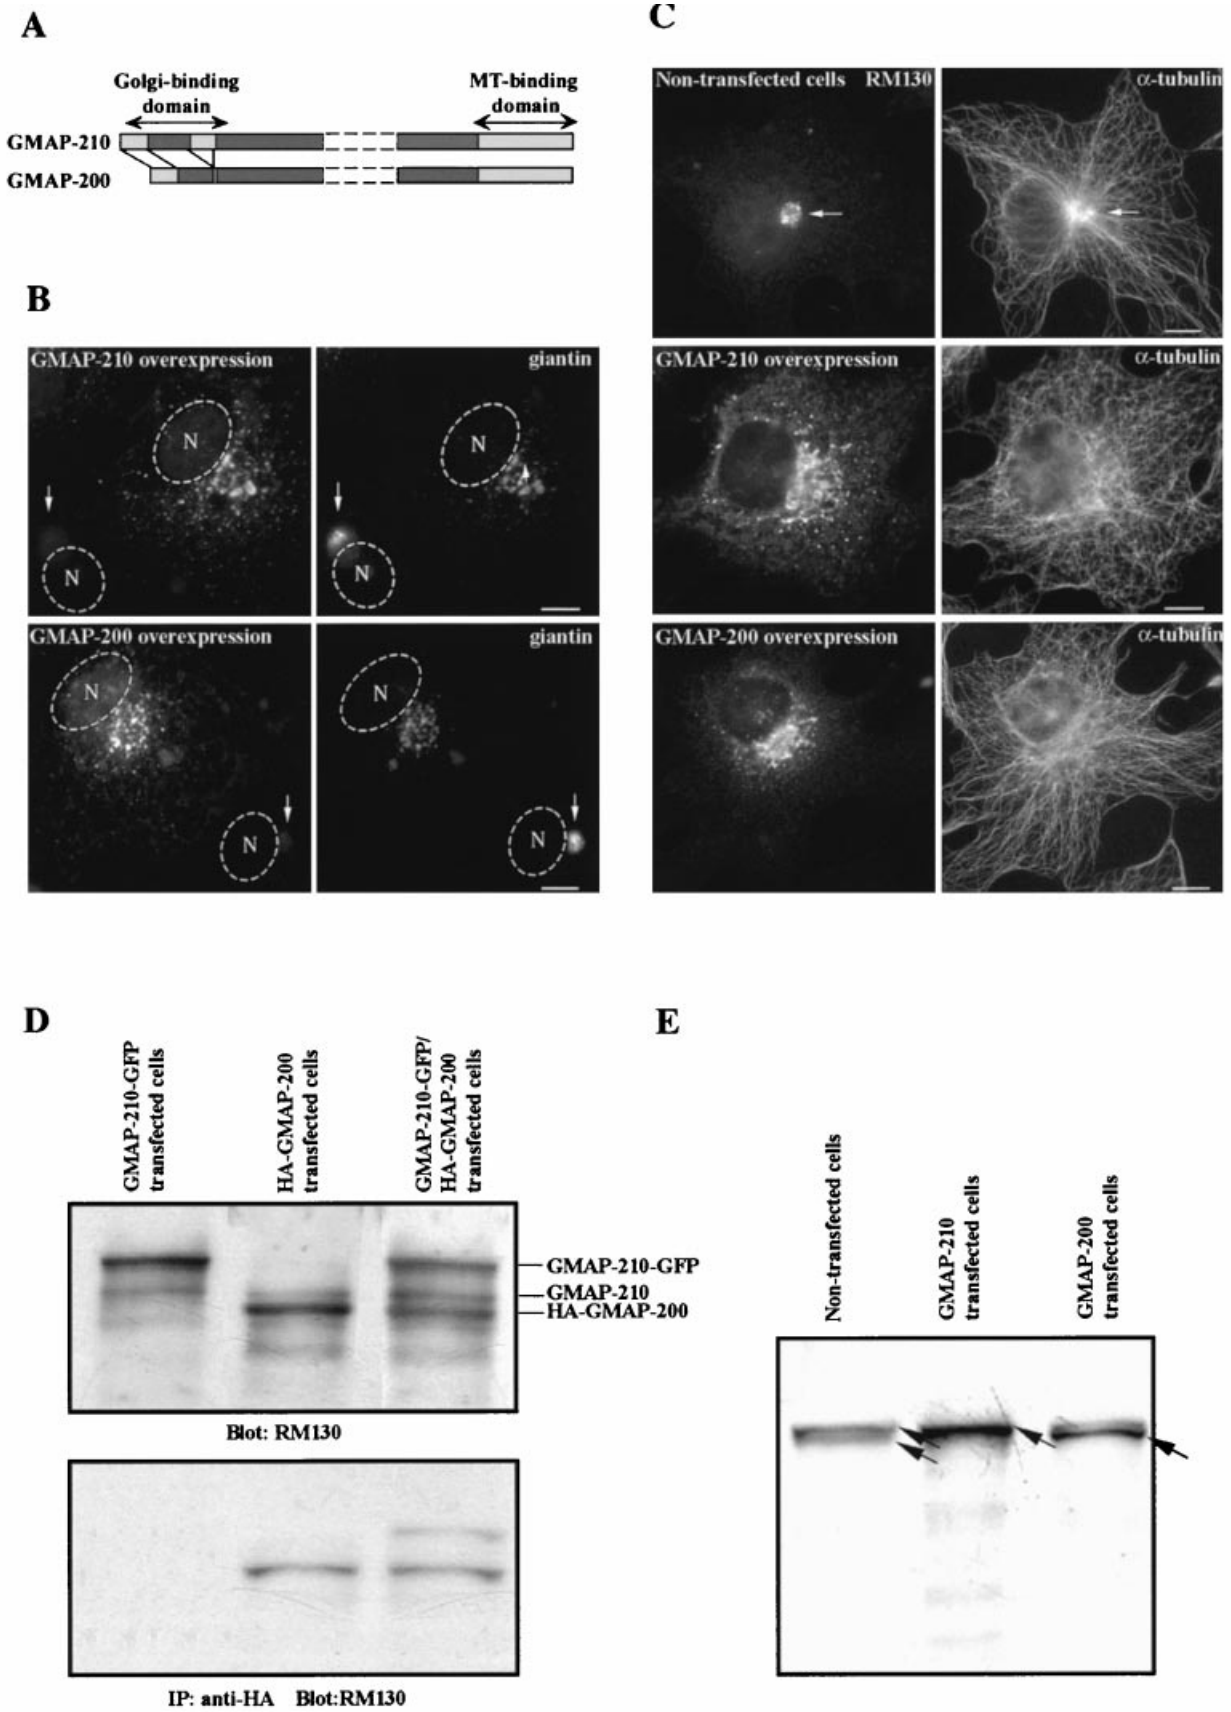 A
Golgi-binding
domain
MT-binding
domain
GMAP-210
GMAP-200
B
GMAP-210 overexpression
giantin
N
N
N
N
GMAP-200 overexpression
giantin
N
N
N
N
C
Non-transfected cells RM130
α-tubulin
GMAP-210 overexpression
α-tubulin
GMAP-200 overexpression
α-tubulin
D
GMAP-210-GFP
transfected cells
HA-GMAP-200
transfected cells
GMAP-210-GFP/
HA-GMAP-200
transfected cells
GMAP-210-GFP
GMAP-210
HA-GMAP-200
Blot: RM130
IP: anti-HA Blot:RM130
E
Non-transfected cells
GMAP-210
transfected cells
GMAP-200
transfected cells